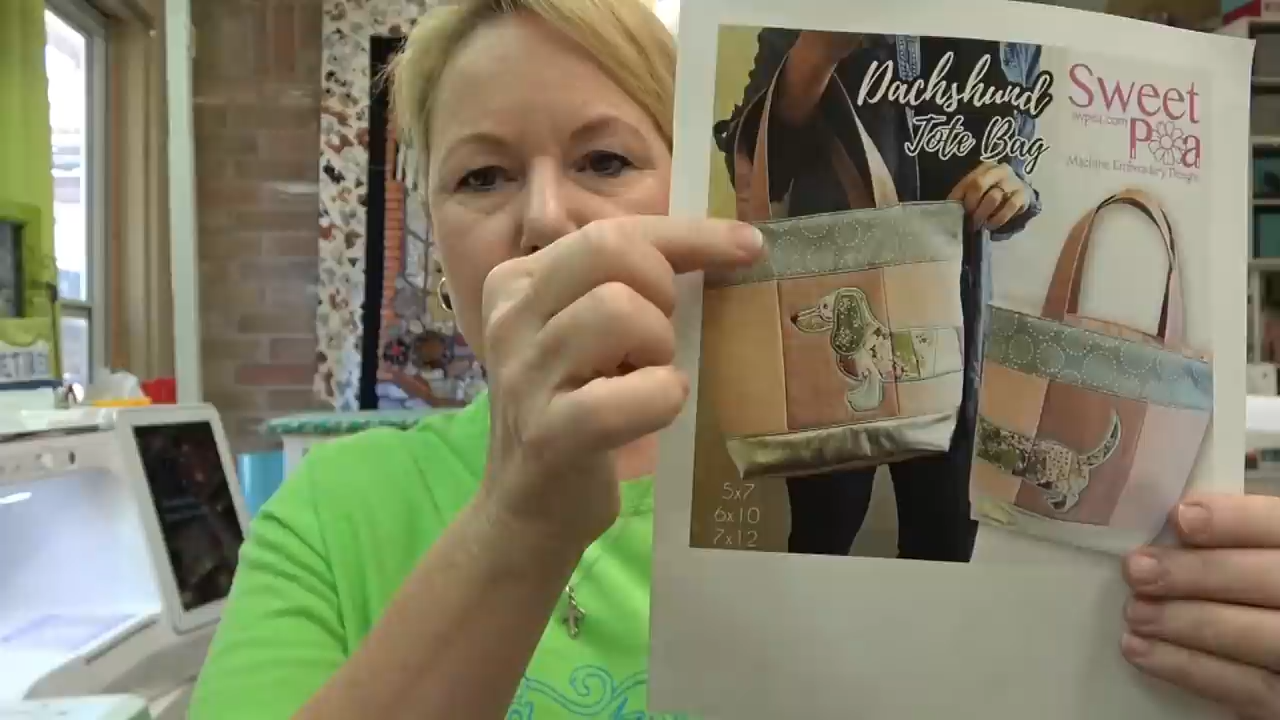 Dachshund
Tote Bag
Sweet
Pea
Machine Embroidery Designs
5x7
6x10
7x12